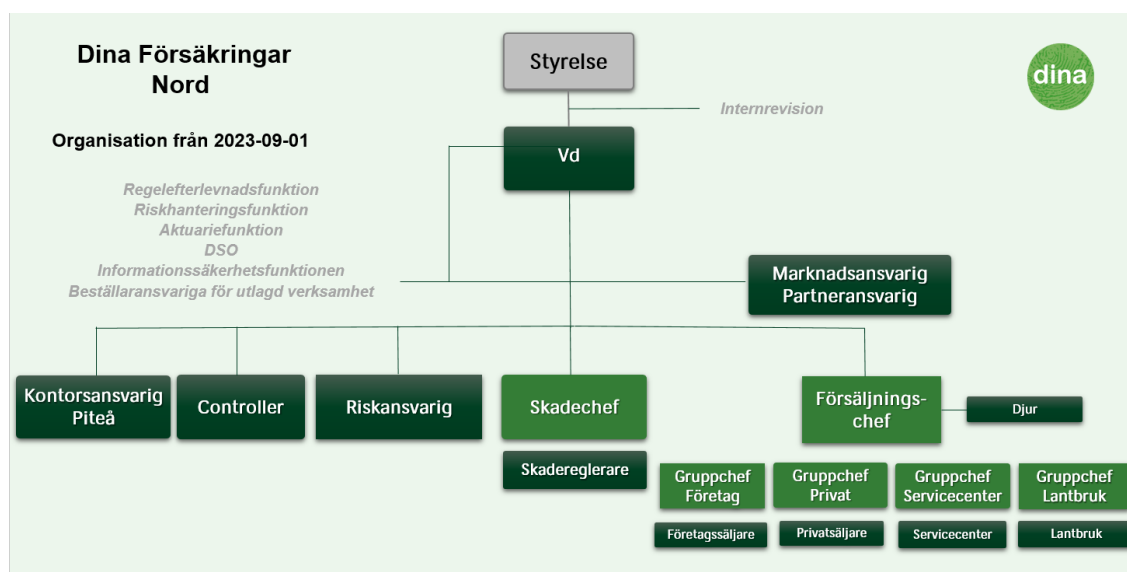 Dina Försäkringar
Nord
Organisation från 2023-09-01
Styrelse
dina
Internrevision
Vd
Regelefterlevnadsfunktion
Riskhanteringsfunktion
Aktuariefunktion
DSO
Informationssäkerhetsfunktionen
Beställaransvariga för utlagd verksamhet
Marknadsansvarig
Partneransvarig
Kontorsansvarig
Piteå
Controller
Riskansvarig
Skadechef
Försäljnings-
chef
Djur
Skadereglerare
Gruppchef
Företag
Gruppchef
Privat
Gruppchef
Servicecenter
Gruppchef
Lantbruk
Företagssäljare
Privatsäljare
Servicecenter
Lantbruk